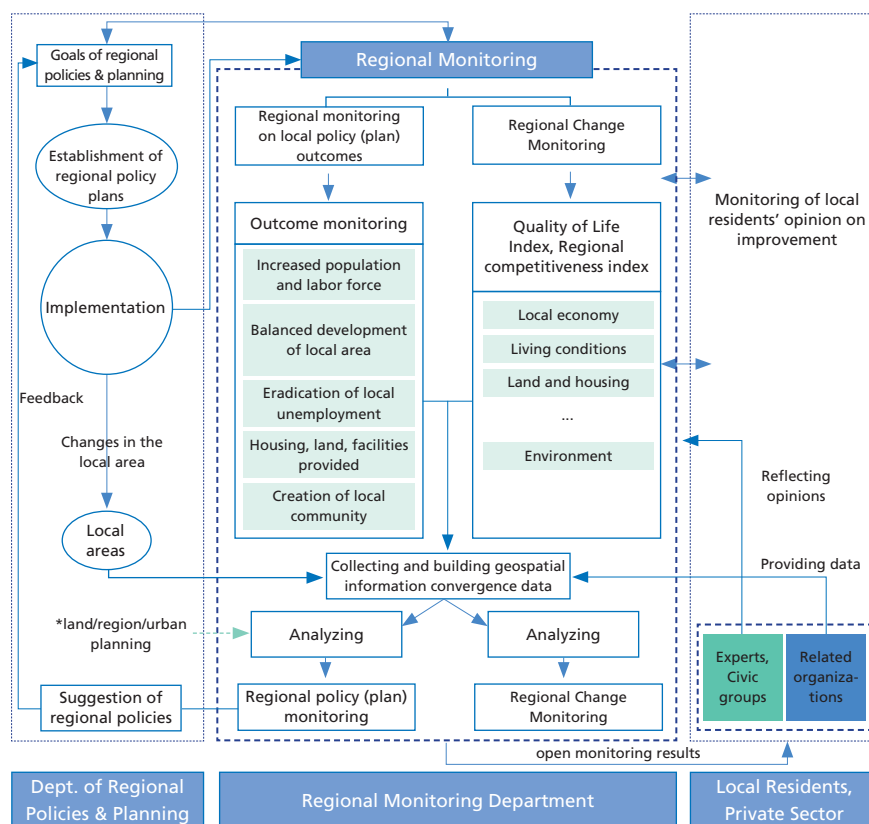 Goals of regional
policies & planning
Establishment of
regional policy
plans
Implementation
Feedback
Changes in the
local area
Local
areas
*land/region/urban
planning
Suggestion of
regional policies
Dept. of Regional
Policies & Planning
Regional Monitoring
Regional monitoring
on local policy (plan)
outcomes
Regional Change
Monitoring
Outcome monitoring
Increased population
and labor force
Balanced development
of local area
Eradication of local
unemployment
Housing, land, facilities
provided
Creation of local
community
Quality of Life
Index, Regional
competitiveness index
Local economy
Living conditions
Land and housing
...
Environment
Collecting and building geospatial
information convergence data
Analyzing
Analyzing
Regional policy (plan)
monitoring
Regional Change
Monitoring
open monitoring results
Regional Monitoring Department
Monitoring of local
residents’ opinion on
improvement
Reflecting
opinions
Providing data
Experts,
Civic
groups
Related
organiza-
tions
Local Residents,
Private Sector